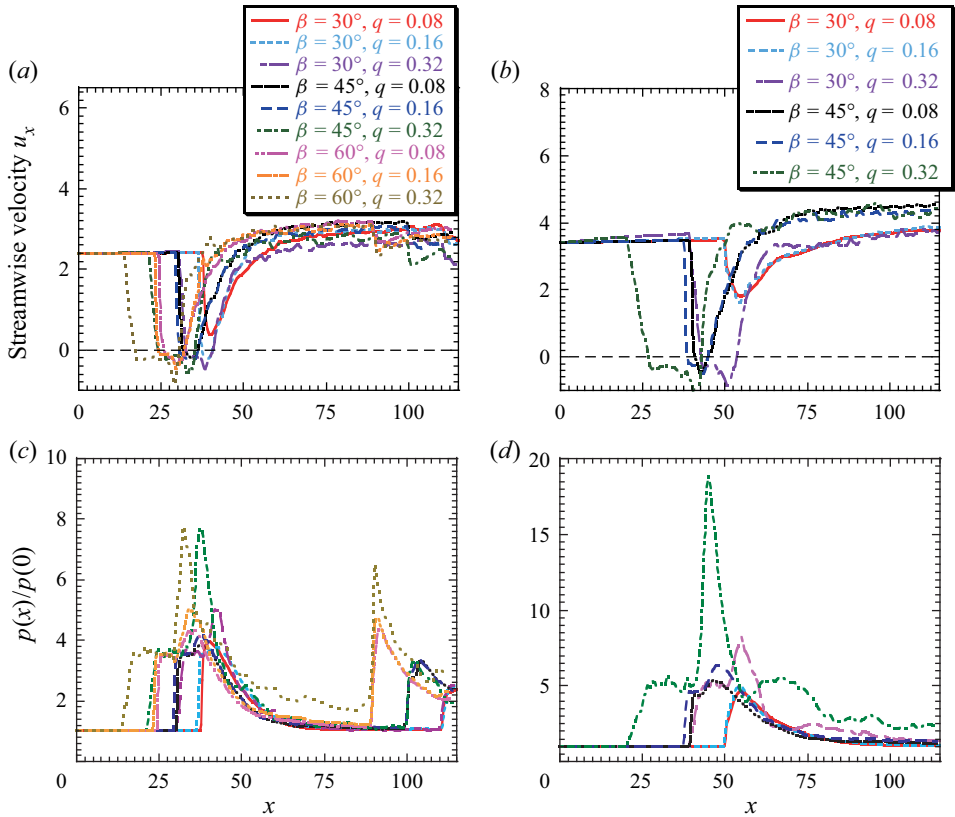 β = 30°, q = 0.08
β = 30°, q = 0.16
β = 30°, q = 0.32
β = 45°, q = 0.08
β = 45°, q = 0.16
β = 45°, q = 0.32
β = 60°, q = 0.08
β = 60°, q = 0.16
β = 60°, q = 0.32
β = 30°, q = 0.08
β = 30°, q = 0.16
β = 30°, q = 0.32
β = 45°, q = 0.08
β = 45°, q = 0.16
β = 45°, q = 0.32
(a)
(b)
Streamwise velocity u_x
6
4
2
0
0 25 50 75 100
8
6
4
2
0
0 25 50 75 100
(c)
(d)
p(x)/p(0)
10
8
6
4
2
0 25 50 75 100
x
20
15
10
5
0 25 50 75 100
x